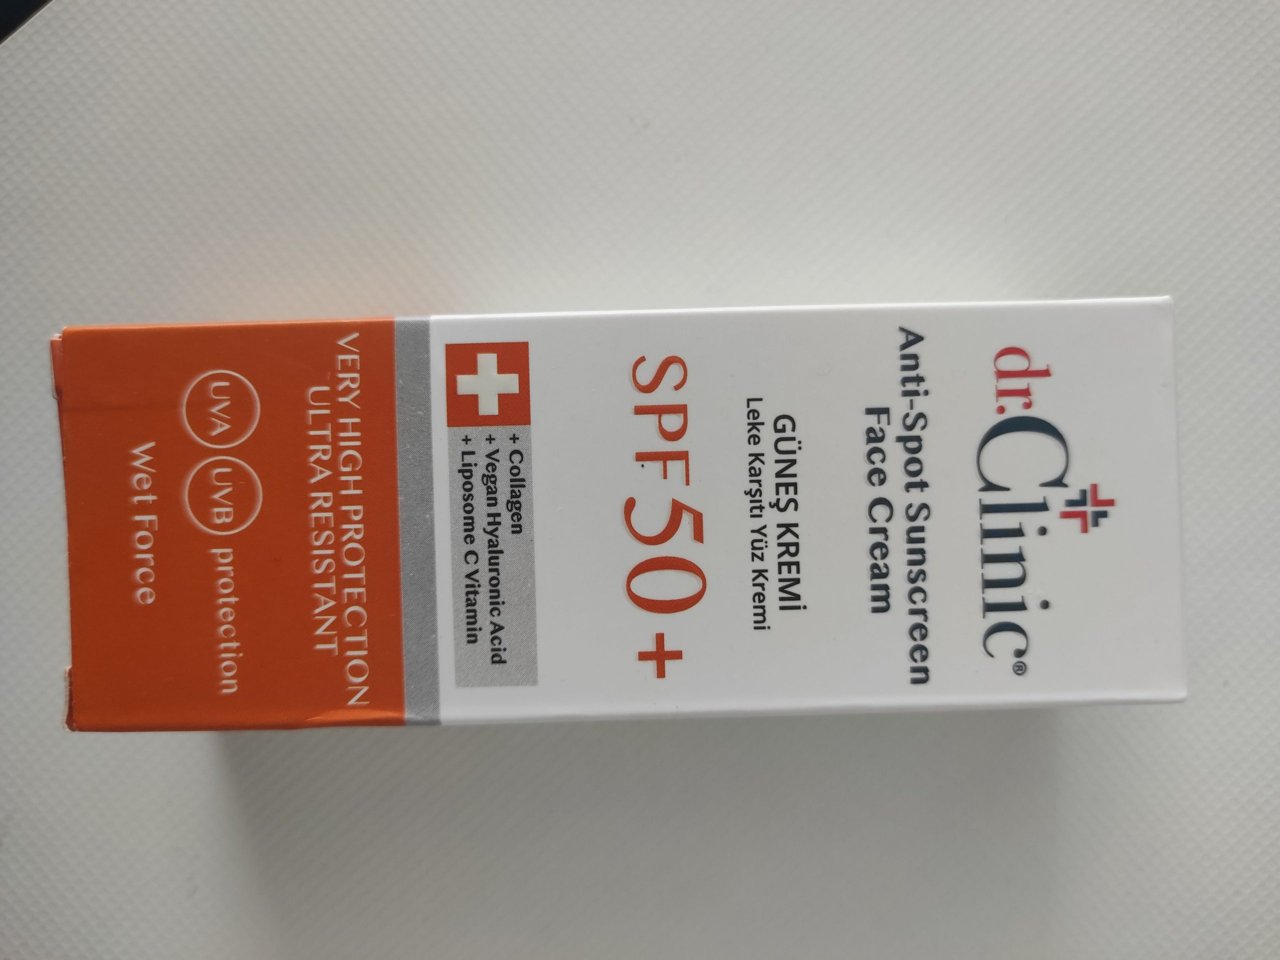 dr.Clinic®
Anti-Spot Sunscreen
Face Cream
GÜNEŞ KREMİ
Leke Karşıtı Yüz Kremi
SPF50+
+ Collagen
+ Vegan Hyaluronic Acid
+ Liposome C Vitamin
VERY HIGH PROTECTION
ULTRA RESISTANT
UVA UVB protection
Wet Force